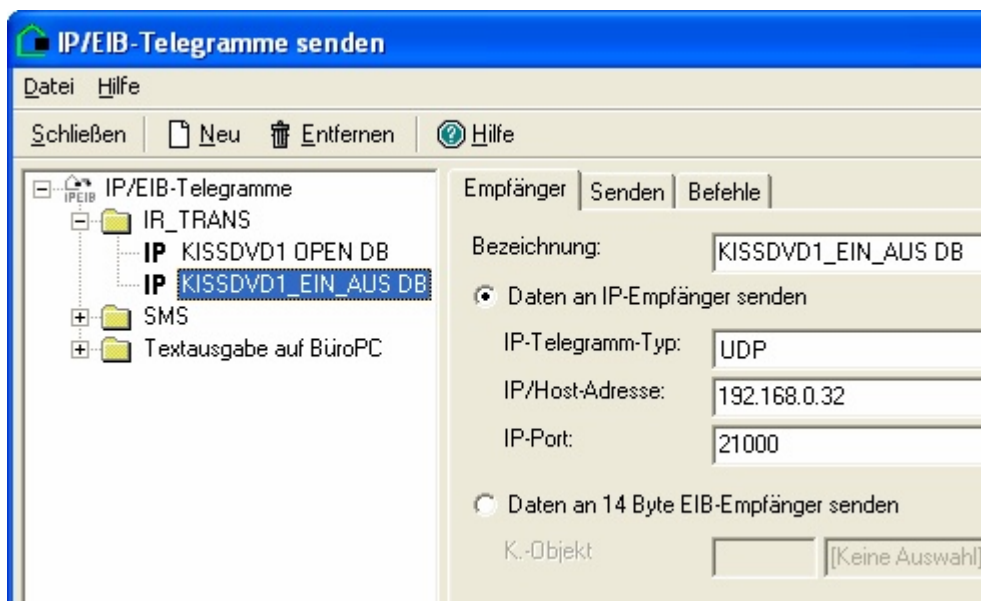 IP/EIB-Telegramme senden
Datei Hilfe
Schließen Neu Entfernen Hilfe
IP/EIB-Telegramme
IPEIB
IR_TRANS
IP KISSDVD1 OPEN DB
IP KISSDVD1_EIN_AUS DB
SMS
Textausgabe auf BüroPC
Empfänger Senden Befehle
Bezeichnung: KISSDVD1_EIN_AUS DB
Daten an IP-Empfänger senden
IP-Telegramm-Typ: UDP
IP/Host-Adresse: 192.168.0.32
IP-Port: 21000
Daten an 14 Byte EIB-Empfänger senden
K.-Objekt [Keine Auswahl]